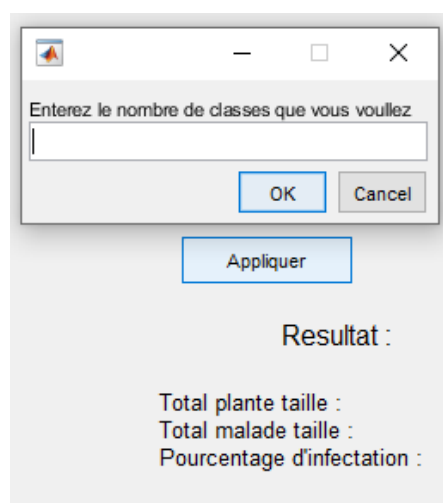 Enterez le nombre de classes que vous voullez
OK
Cancel
Appliquer
Resultat :
Total plante taille :
Total malade taille :
Pourcentage d'infectation :